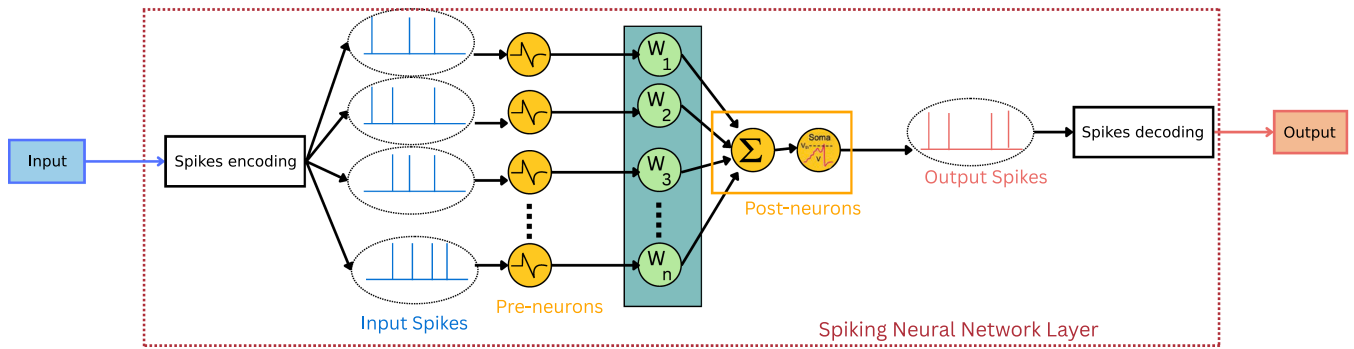 Input
Spikes encoding
Input Spikes
Pre-neurons
W1
W2
W3
Wn
Σ
Soma
Vth
V
Post-neurons
Output Spikes
Spikes decoding
Output
Spiking Neural Network Layer